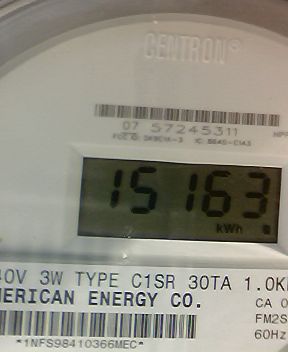 CENTRON®
07 57245311
15163
kWh
40V 3W TYPE C1SR 30TA 1.0K
MERICAN ENERGY CO.
CA 0
FM2S
60Hz
*1NFS98410366MEC*